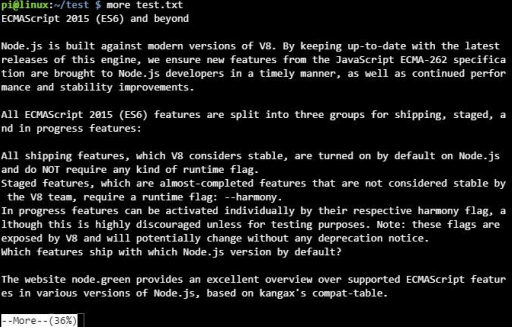 pi@linux:~/test $ more test.txt
ECMAScript 2015 (ES6) and beyond
Node.js is built against modern versions of V8. By keeping up-to-date with the latest
releases of this engine, we ensure new features from the JavaScript ECMA-262 specifica
tion are brought to Node.js developers in a timely manner, as well as continued perfor
mance and stability improvements.
All ECMAScript 2015 (ES6) features are split into three groups for shipping, staged, a
nd in progress features:
All shipping features, which V8 considers stable, are turned on by default on Node.js
and do NOT require any kind of runtime flag.
Staged features, which are almost-completed features that are not considered stable by
 the V8 team, require a runtime flag: --harmony.
In progress features can be activated individually by their respective harmony flag, a
lthough this is highly discouraged unless for testing purposes. Note: these flags are
exposed by V8 and will potentially change without any deprecation notice.
Which features ship with which Node.js version by default?
The website node.green provides an excellent overview over supported ECMAScript featur
es in various versions of Node.js, based on kangax's compat-table.
--More--(36%)